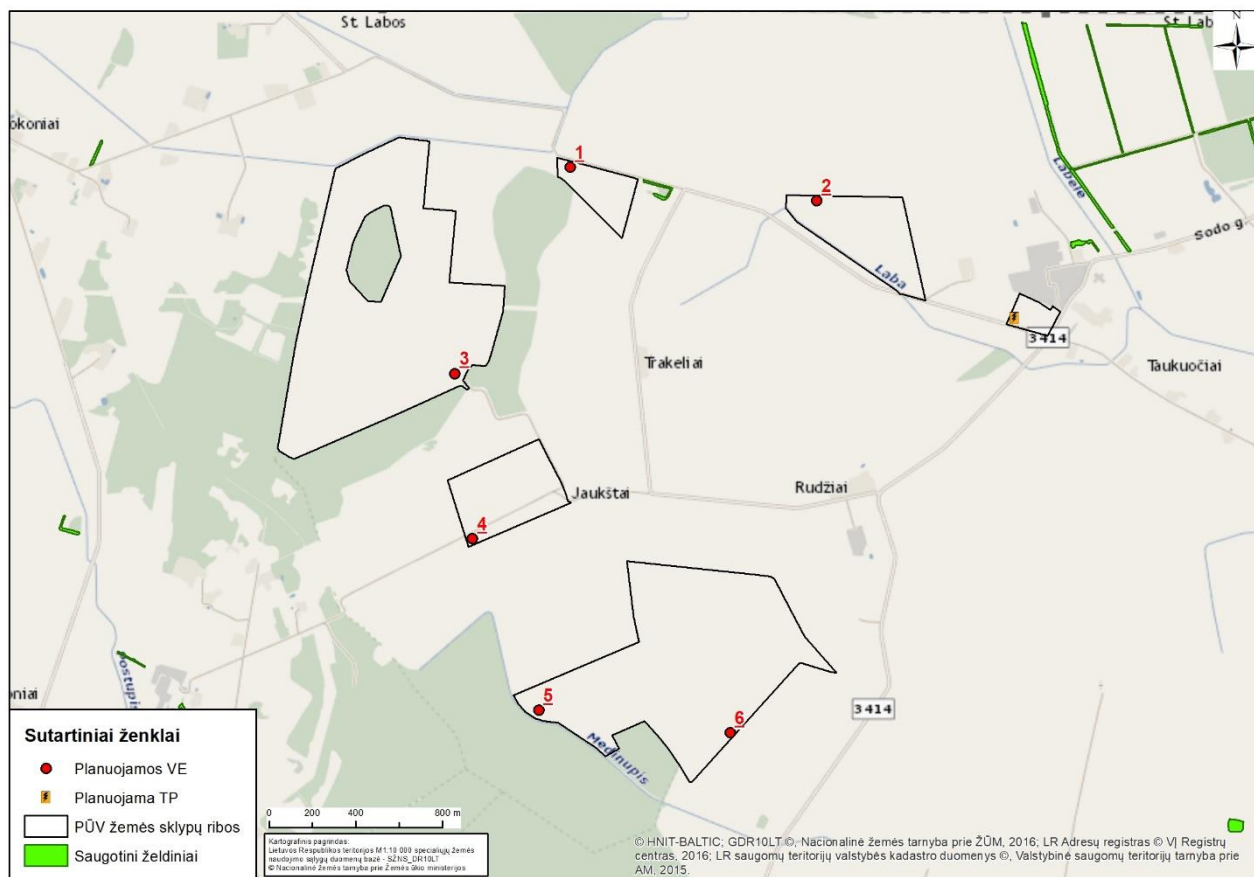 St. Labos
St. Lab
N
okoniai
1
2
Labele
Sodo g.
Laba
3
3414
Trakeliai
Taukuočiai
Jaukštai
Rudžiai
4
5
6
3414
Medinupis
ostupis
niai
Sutartiniai ženklai
Planuojamos VE
Planuojama TP
PŪV žemės sklypų ribos
Saugotini želdiniai
0 200 400 800 m
Kartografinis pagrindas:
Lietuvos Respublikos teritorijos M1:10 000 specialiųjų žemės
naudojimo sąlygų duomenų bazė - SŽNS_DR10LT
© Nacionalinė žemės tarnyba prie Žemės ūkio ministerijos
© HNIT-BALTIC; GDR10LT ©, Nacionalinė žemės tarnyba prie ŽŪM, 2016; LR Adresų registras © VĮ Registrų
centras, 2016; LR saugomų teritorijų valstybės kadastro duomenys ©, Valstybinė saugomų teritorijų tarnyba prie
AM, 2015.